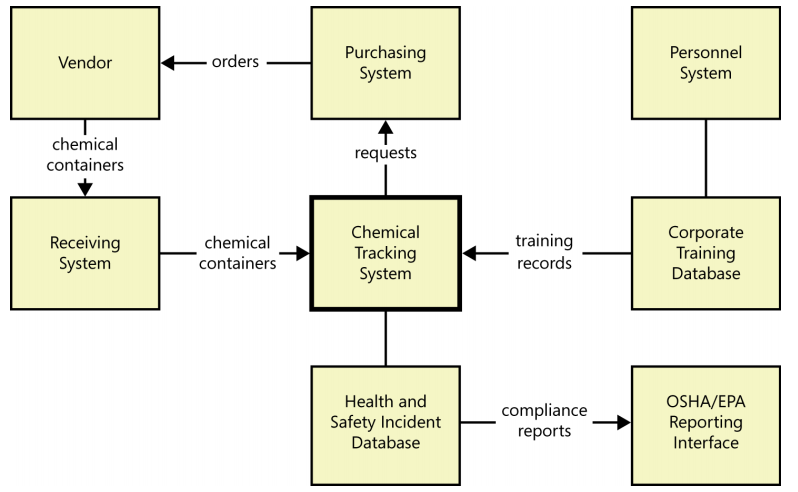 Vendor
orders
Purchasing
System
Personnel
System
chemical
containers
requests
Receiving
System
chemical
containers
Chemical
Tracking
System
training
records
Corporate
Training
Database
Health and
Safety Incident
Database
compliance
reports
OSHA/EPA
Reporting
Interface